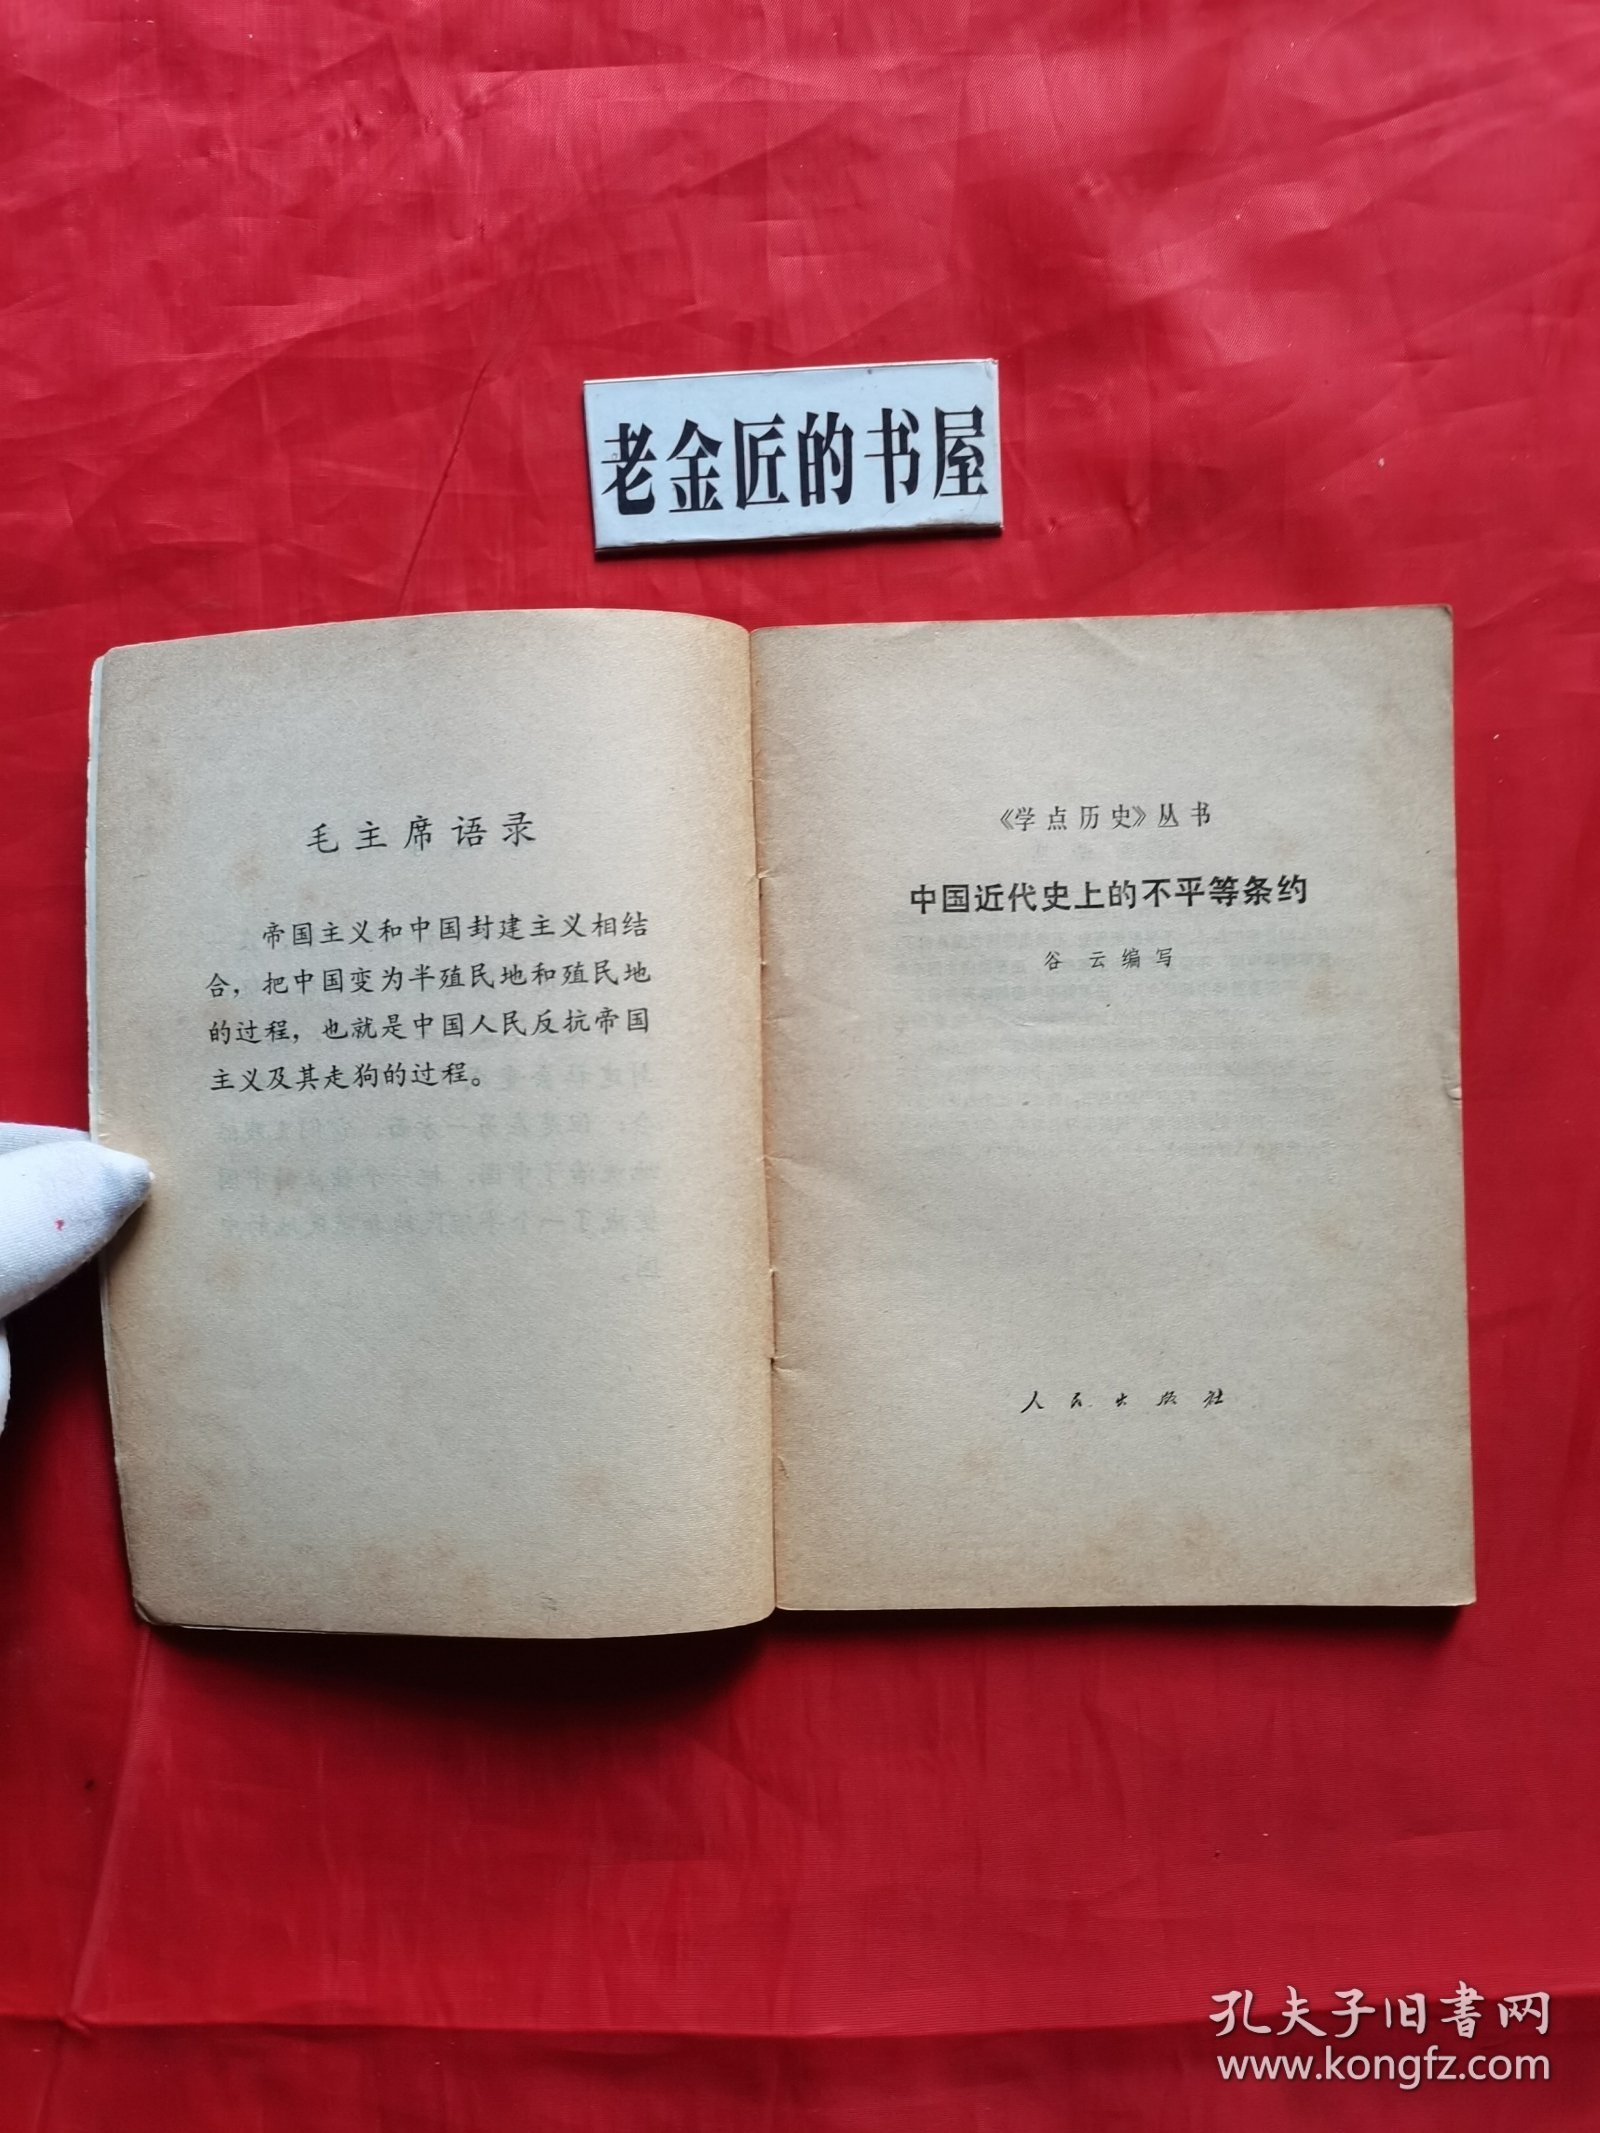 老金匠的书屋
毛主席语录
帝国主义和中国封建主义相结
合，把中国变为半殖民地和殖民地
的过程，也就是中国人民反抗帝国
主义及其走狗的过程。
《学点历史》丛书
中国近代史上的不平等条约
谷 云编写
人民出版社
孔夫子旧書网
www.kongfz.com